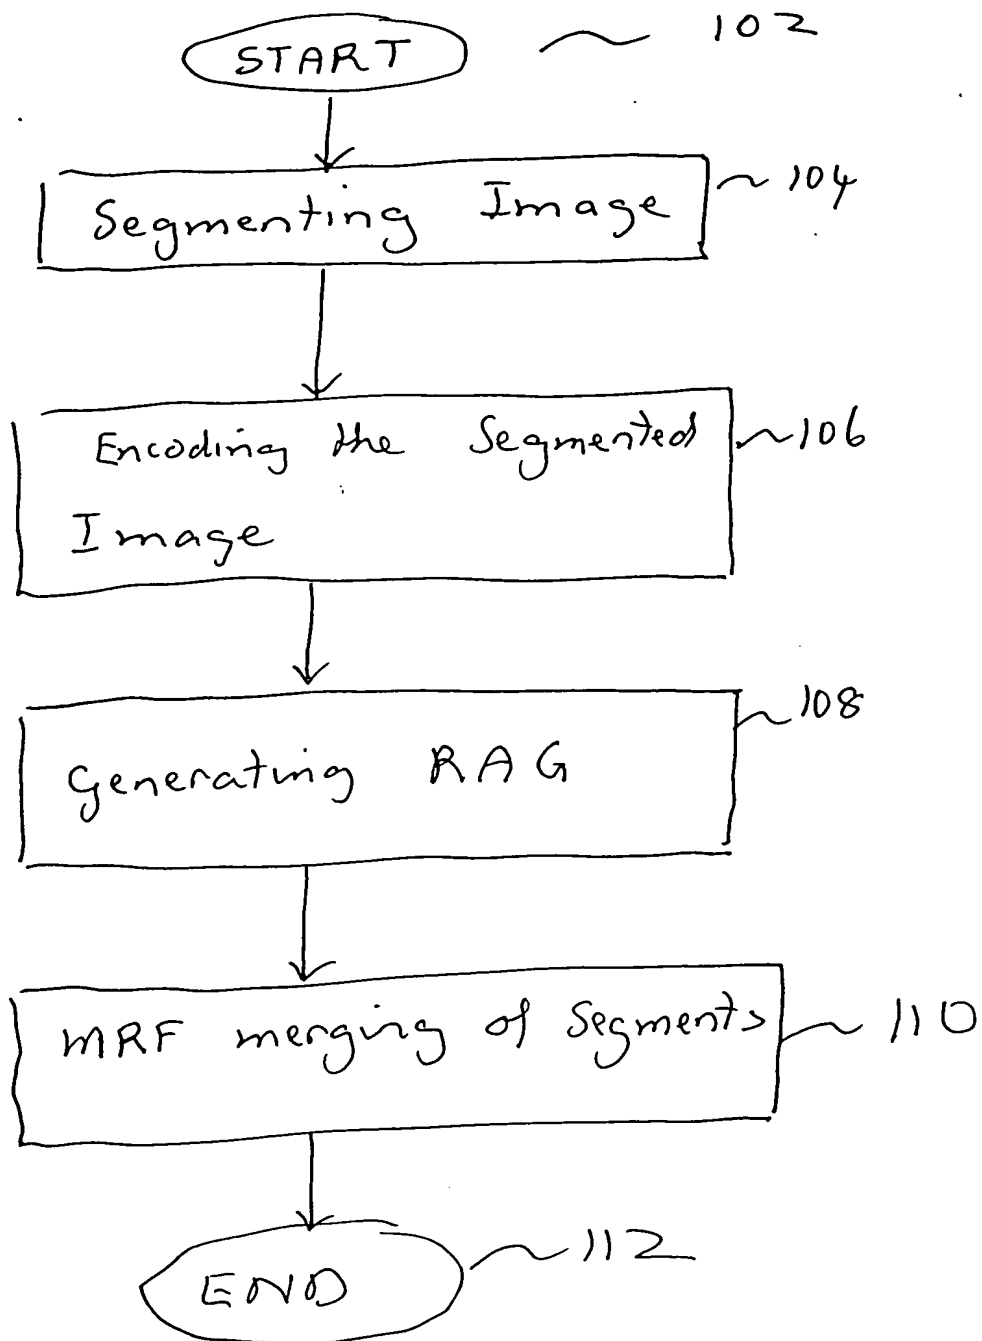 START 102
Segmenting Image 104
Encoding the Segmented 106
Image
Generating RAG 108
MRF merging of Segments 110
END 112